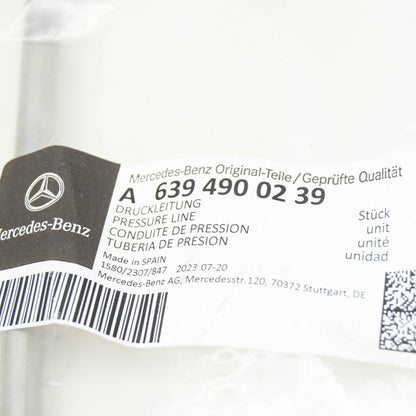 Mercedes-Benz Original-Teile/Geprüfte Qualität
A 639 490 02 39
DRUCKLEITUNG
PRESSURE LINE
CONDUITE DE PRESSION
TUBERIA DE PRESION
Stück
unit
unité
unidad
Made in SPAIN
1580/2307/847 2023-07-20
Mercedes-Benz AG, Mercedesstr.120, 70372 Stuttgart, DE
Mercedes-Benz